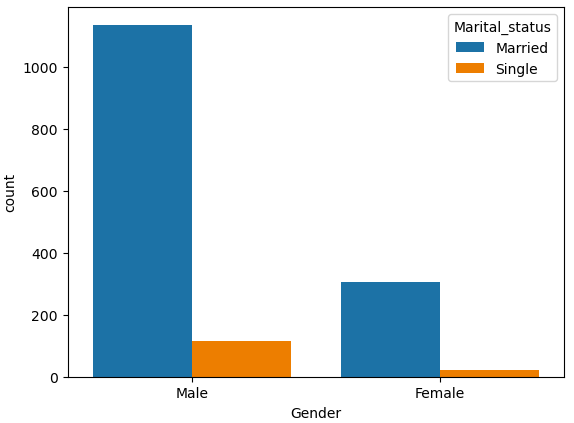 Marital_status
Married
Single
1000
800
600
400
200
0
count
Male
Female
Gender